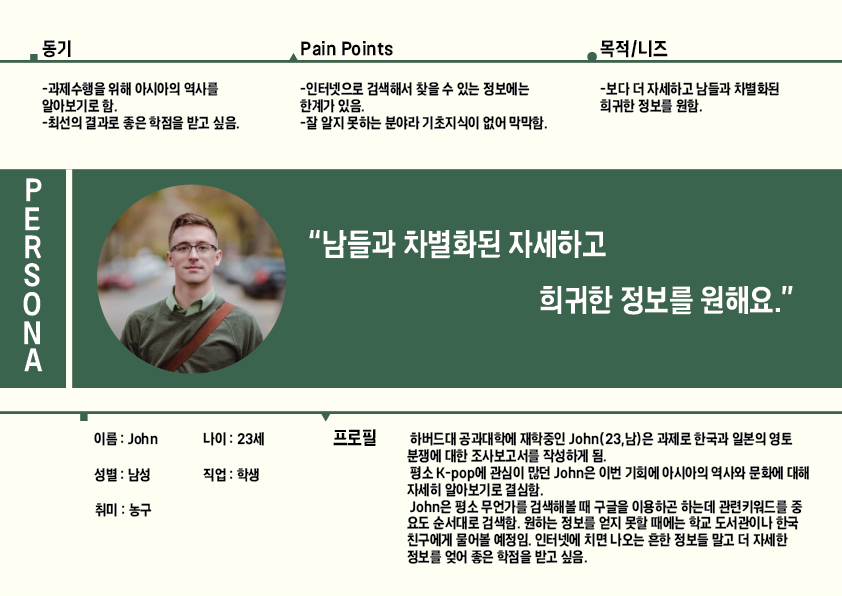 동기
-과제수행을 위해 아시아의 역사를
알아보기로 함.
-최선의 결과로 좋은 학점을 받고 싶음.
Pain Points
-인터넷으로 검색해서 찾을 수 있는 정보에는
한계가 있음.
-잘 알지 못하는 분야라 기초지식이 없어 막막함.
목적/니즈
-보다 더 자세하고 남들과 차별화된
희귀한 정보를 원함.
PERSONA
“남들과 차별화된 자세하고
희귀한 정보를 원해요.”
이름 : John
나이 : 23세
성별 : 남성
직업 : 학생
취미 : 농구
프로필
하버드대 공과대학에 재학중인 John(23,남)은 과제로 한국과 일본의 영토
분쟁에 대한 조사보고서를 작성하게 됨.
평소 K-pop에 관심이 많던 John은 이번 기회에 아시아의 역사와 문화에 대해
자세히 알아보기로 결심함.
John은 평소 무언가를 검색해볼 때 구글을 이용하곤 하는데 관련키워드를 중
요도 순서대로 검색함. 원하는 정보를 얻지 못할 때에는 학교 도서관이나 한국
친구에게 물어볼 예정임. 인터넷에 치면 나오는 흔한 정보들 말고 더 자세한
정보를 얻어 좋은 학점을 받고 싶음.